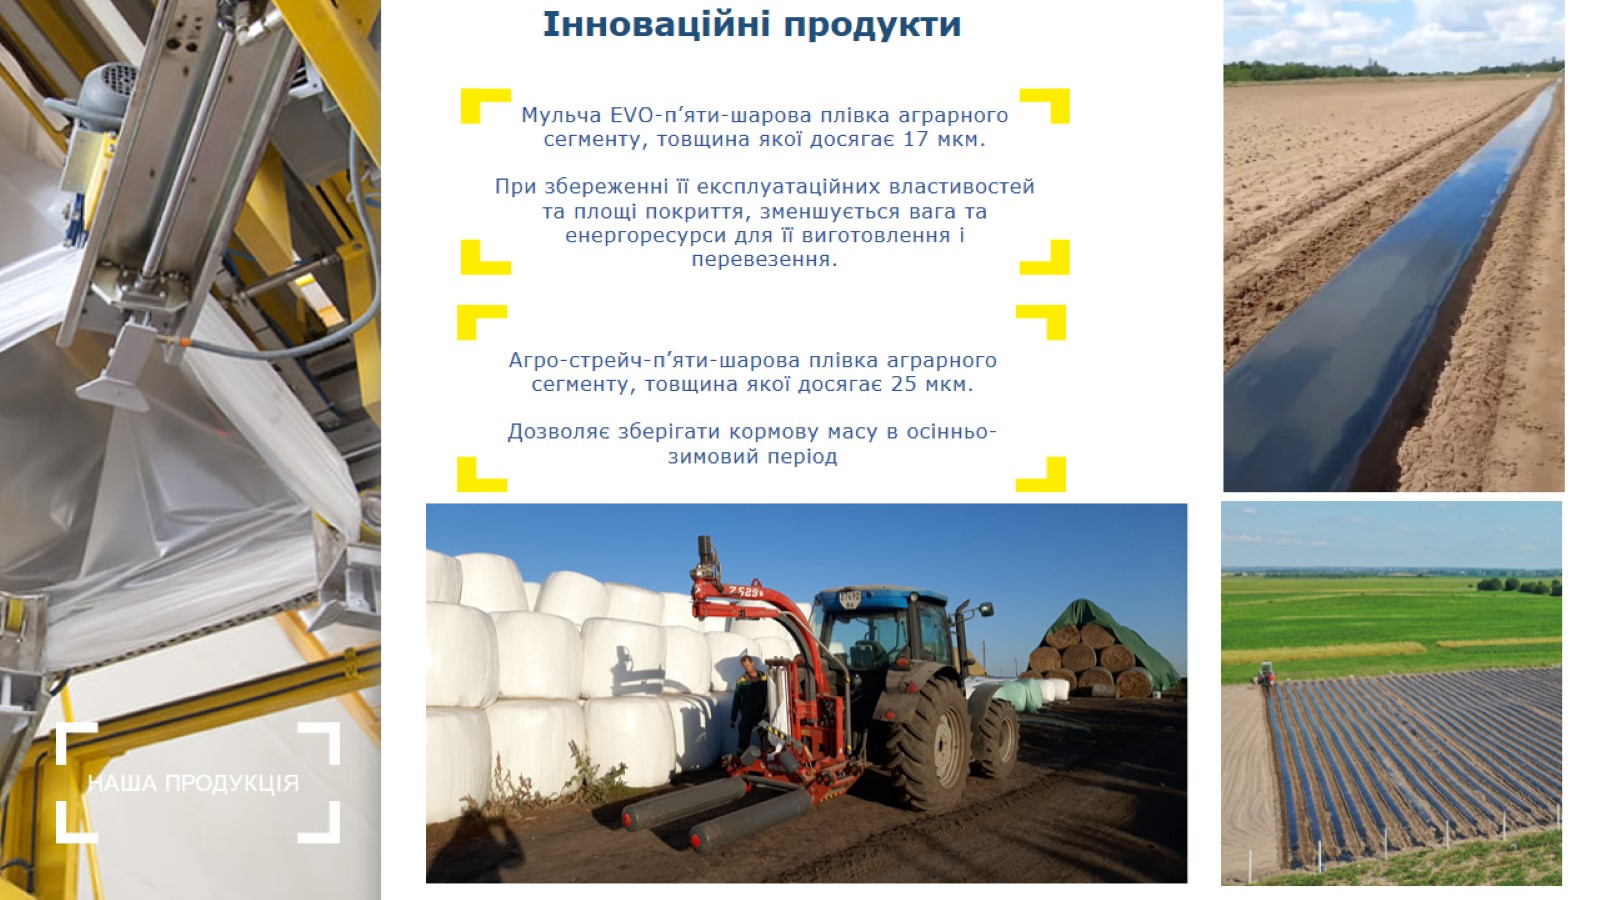 Інноваційні продукти
Мульча EVO-п’яти-шарова плівка аграрного
сегменту, товщина якої досягає 17 мкм.
При збереженні її експлуатаційних властивостей
та площі покриття, зменшується вага та
енергоресурси для її виготовлення і
перевезення.
Агро-стрейч-п’яти-шарова плівка аграрного
сегменту, товщина якої досягає 25 мкм.
Дозволяє зберігати кормову масу в осінньо-
зимовий період
НАША ПРОДУКЦІЯ